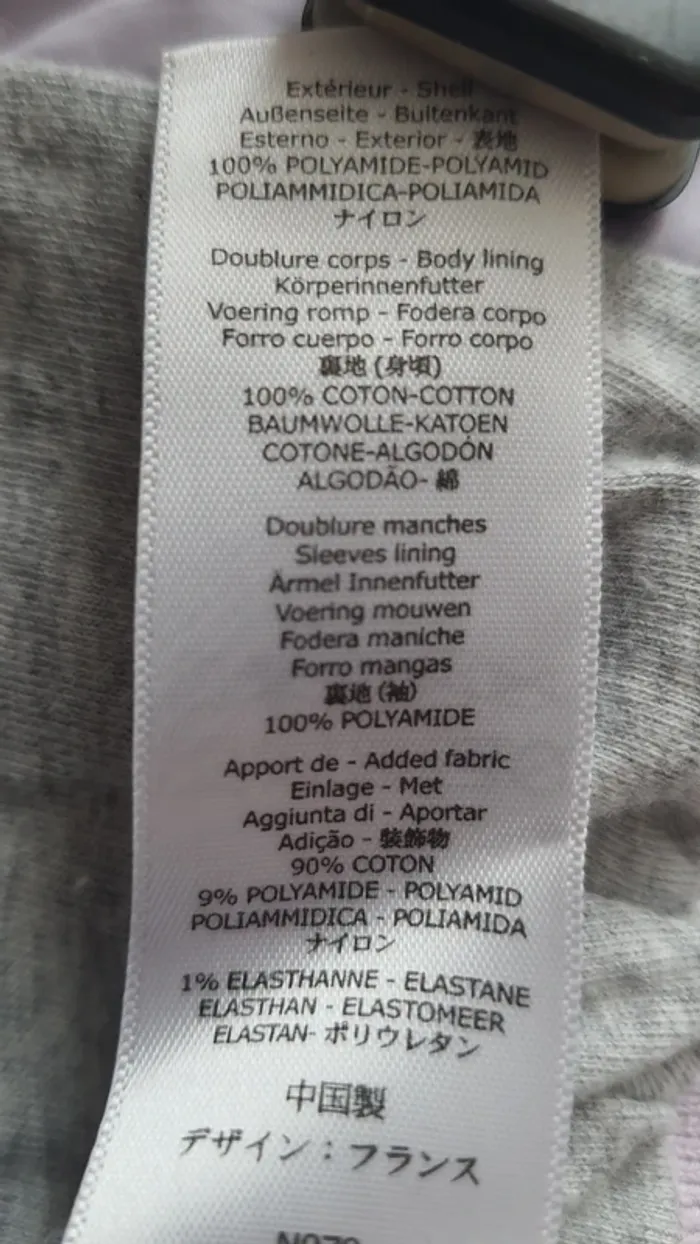 Extérieur - Shell
Außenseite - Buitenkant
Esterno - Exterior - 表地
100% POLYAMIDE-POLYAMID
POLIAMMIDICA-POLIAMIDA
ナイロン
Doublure corps - Body lining
Körperinnenfutter
Voering romp - Fodera corpo
Forro cuerpo - Forro corpo
裏地 (身頃)
100% COTON-COTTON
BAUMWOLLE-KATOEN
COTONE-ALGODÓN
ALGODÃO- 綿
Doublure manches
Sleeves lining
Ärmel Innenfutter
Voering mouwen
Fodera maniche
Forro mangas
裏地 (袖)
100% POLYAMIDE
Apport de - Added fabric
Einlage - Met
Aggiunta di - Aportar
Adição - 装飾物
90% COTON
9% POLYAMIDE - POLYAMID
POLIAMMIDICA - POLIAMIDA
ナイロン
1% ELASTHANNE - ELASTANE
ELASTHAN - ELASTOMEER
ELASTAN- ポリウレタン
中国製
デザイン：フランス